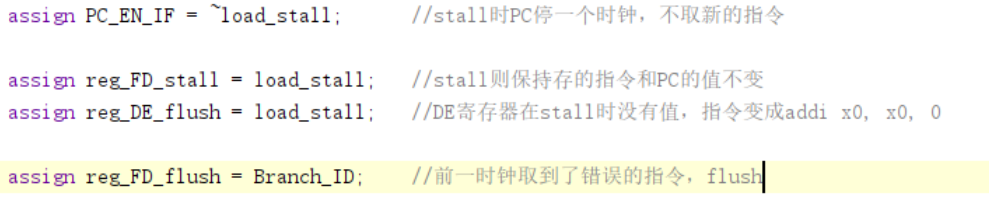 assign PC_EN_IF = ~load_stall; //stall时PC停一个时钟，不取新的指令
assign reg_FD_stall = load_stall; //stall则保持存的指令和PC的值不变
assign reg_DE_flush = load_stall; //DE寄存器在stall时没有值，指令变成addi x0, x0, 0
assign reg_FD_flush = Branch_ID; //前一时钟取到了错误的指令，flush